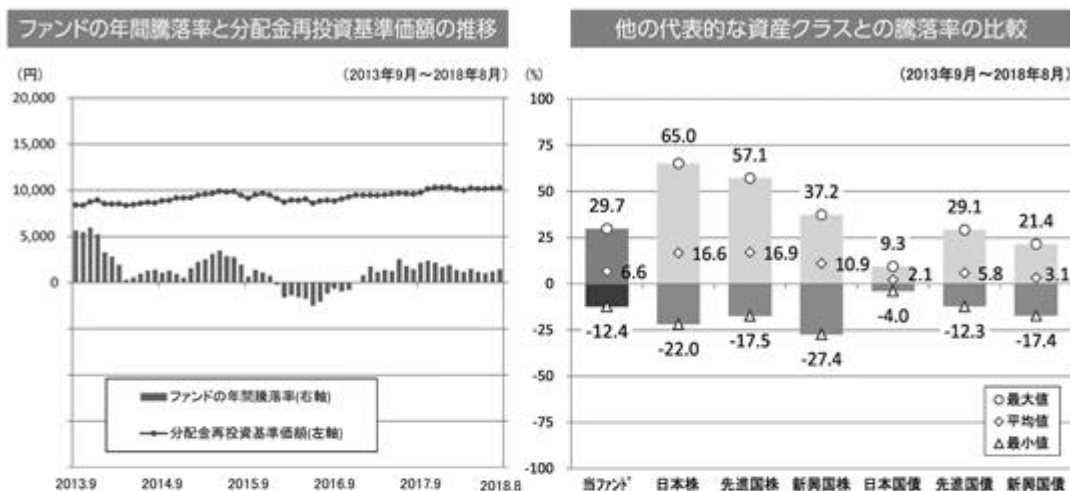 ファンドの年間騰落率と分配金再投資基準価額の推移
(円)
(2013年9月～2018年8月)
20,000
15,000
10,000
5,000
0
ファンドの年間騰落率(右軸)
分配金再投資基準価額(左軸)
2013.9 2014.9 2015.9 2016.9 2017.9 2018.8
他の代表的な資産クラスとの騰落率の比較
(%)
(2013年9月～2018年8月)
100
75
50
25
0
-25
-50
-75
-100
29.7 65.0 57.1 37.2 9.3 29.1 21.4
6.6 16.6 16.9 10.9 2.1 5.8 3.1
-12.4 -22.0 -17.5 -27.4 -4.0 -12.3 -17.4
○最大値
◇平均値
△最小値
当ファンド 日本株 先進国株 新興国株 日本国債 先進国債 新興国債